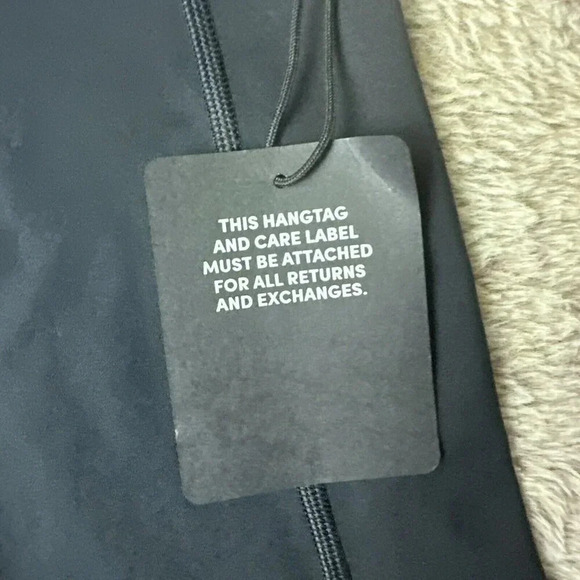 THIS HANGTAG
AND CARE LABEL
MUST BE ATTACHED
FOR ALL RETURNS
AND EXCHANGES.